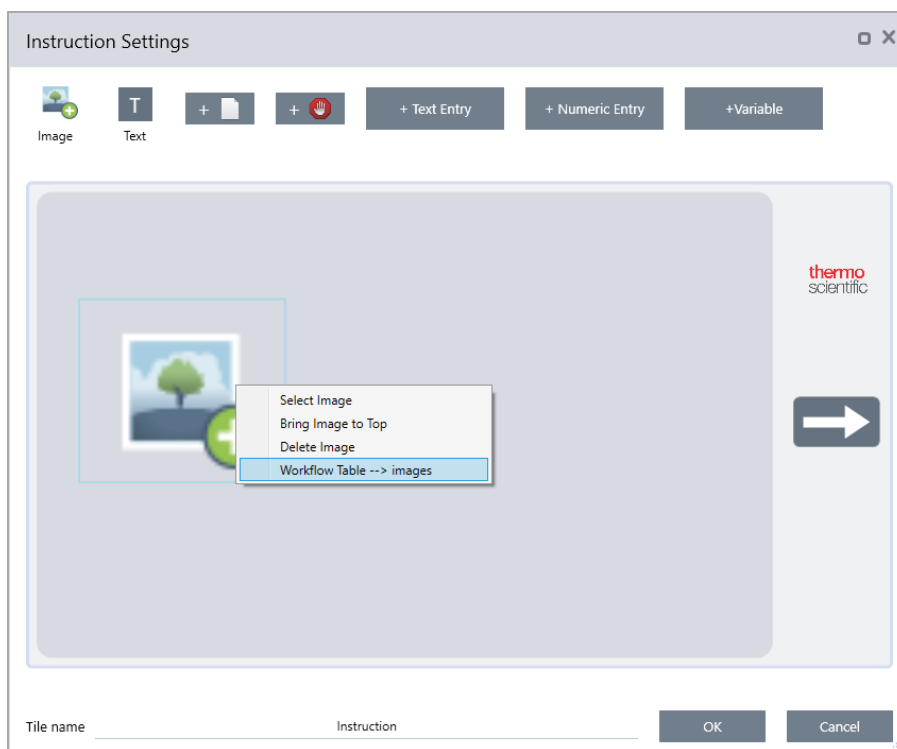 Instruction Settings
Image
T
Text
+
+
+ Text Entry
+ Numeric Entry
+Variable
thermo
scientific
Select Image
Bring Image to Top
Delete Image
Workflow Table --> images
Tile name
Instruction
OK
Cancel